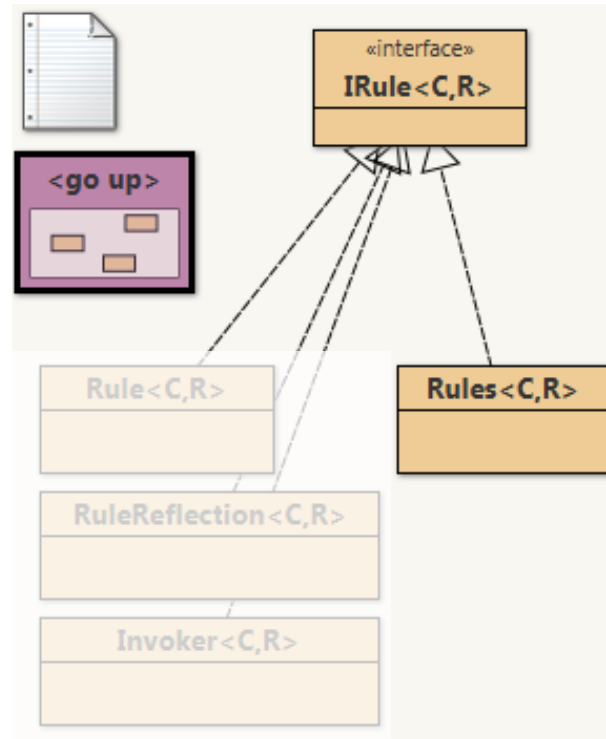 «interface»
IRule<C,R>
<go up>
Rule<C,R>
Rules<C,R>
RuleReflection<C,R>
Invoker<C,R>